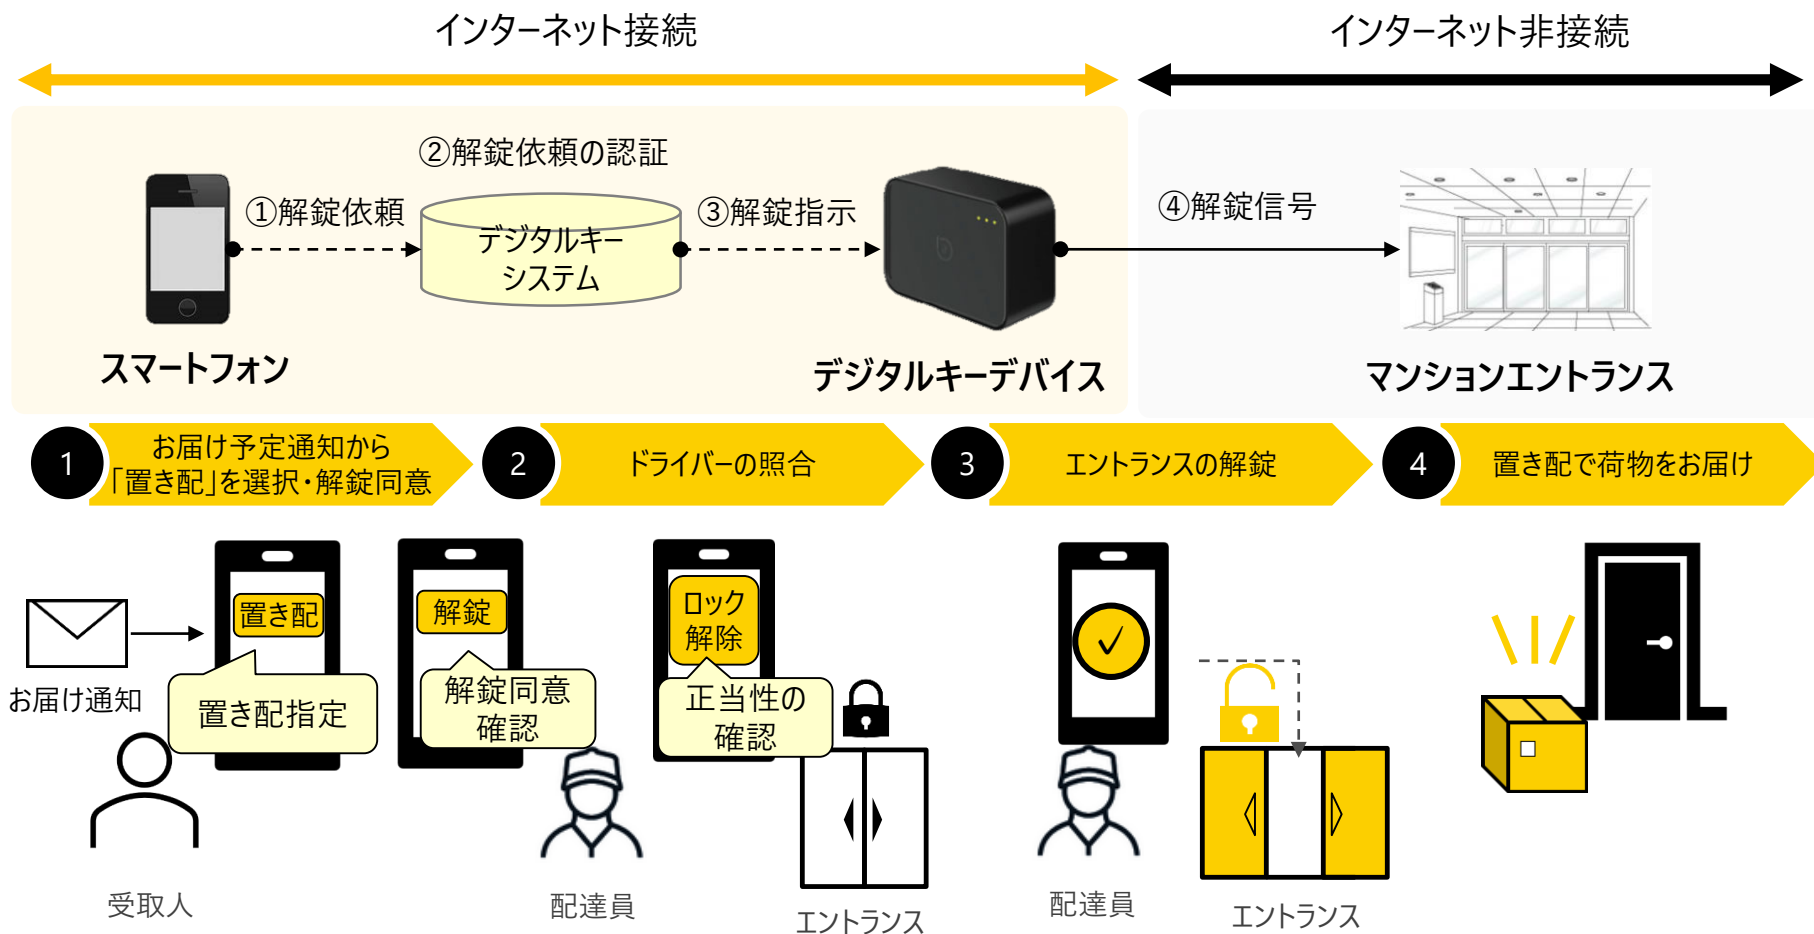 インターネット接続
インターネット非接続
②解錠依頼の認証
①解錠依頼
デジタルキー
システム
③解錠指示
④解錠信号
スマートフォン
デジタルキーデバイス
マンションエントランス
1
お届け予定通知から
「置き配」を選択・解錠同意
2
ドライバーの照合
3
エントランスの解錠
4
置き配で荷物をお届け
お届け通知
置き配
置き配指定
受取人
解錠
解錠同意
確認
配達員
ロック
解除
正当性の
確認
エントランス
配達員
エントランス